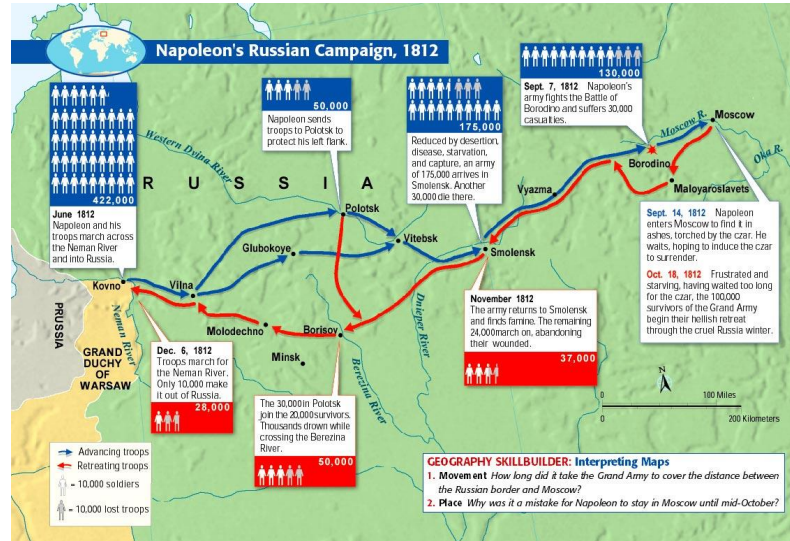 Napoleon's Russian Campaign, 1812
422,000
June 1812
Napoleon and his
troops march across
the Neman River
and into Russia.
50,000
Napoleon sends
troops to Polotsk to
protect his left flank.
175,000
Reduced by desertion,
disease, starvation,
and capture, an army
of 175,000 arrives in
Smolensk. Another
30,000 die there.
130,000
Sept. 7, 1812 Napoleon's
army fights the Battle of
Borodino and suffers 30,000
casualties.
Western Dvina River
RUSSIA
Moscow R.
Moscow
Oka R.
Borodino
Maloyaroslavets
Vyazma
Polotsk
Vitebsk
Glubokoye
Smolensk
Kovno
Vilna
Molodechno
Borisov
Minsk
Neman River
Dnieper River
Berezina River
PRUSSIA
GRAND
DUCHY
OF
WARSAW
Sept. 14, 1812 Napoleon
enters Moscow to find it in
ashes, torched by the czar. He
waits, hoping to induce the czar
to surrender.
Oct. 18, 1812 Frustrated and
starving, having waited too long
for the czar, the 100,000
survivors of the Grand Army
begin their hellish retreat
through the cruel Russia winter.
November 1812
The army returns to Smolensk
and finds famine. The remaining
24,000march on, abandoning
their wounded.
37,000
Dec. 6, 1812
Troops march for
the Neman River.
Only 10,000 make
it out of Russia.
28,000
The 30,000 in Polotsk
join the 20,000survivors.
Thousands drown while
crossing the Berezina
River.
50,000
N
0 100 Miles
0 200 Kilometers
Advancing troops
Retreating troops
= 10,000 soldiers
= 10,000 lost troops
GEOGRAPHY SKILLBUILDER: Interpreting Maps
1. Movement How long did it take the Grand Army to cover the distance between
the Russian border and Moscow?
2. Place Why was it a mistake for Napoleon to stay in Moscow until mid-October?